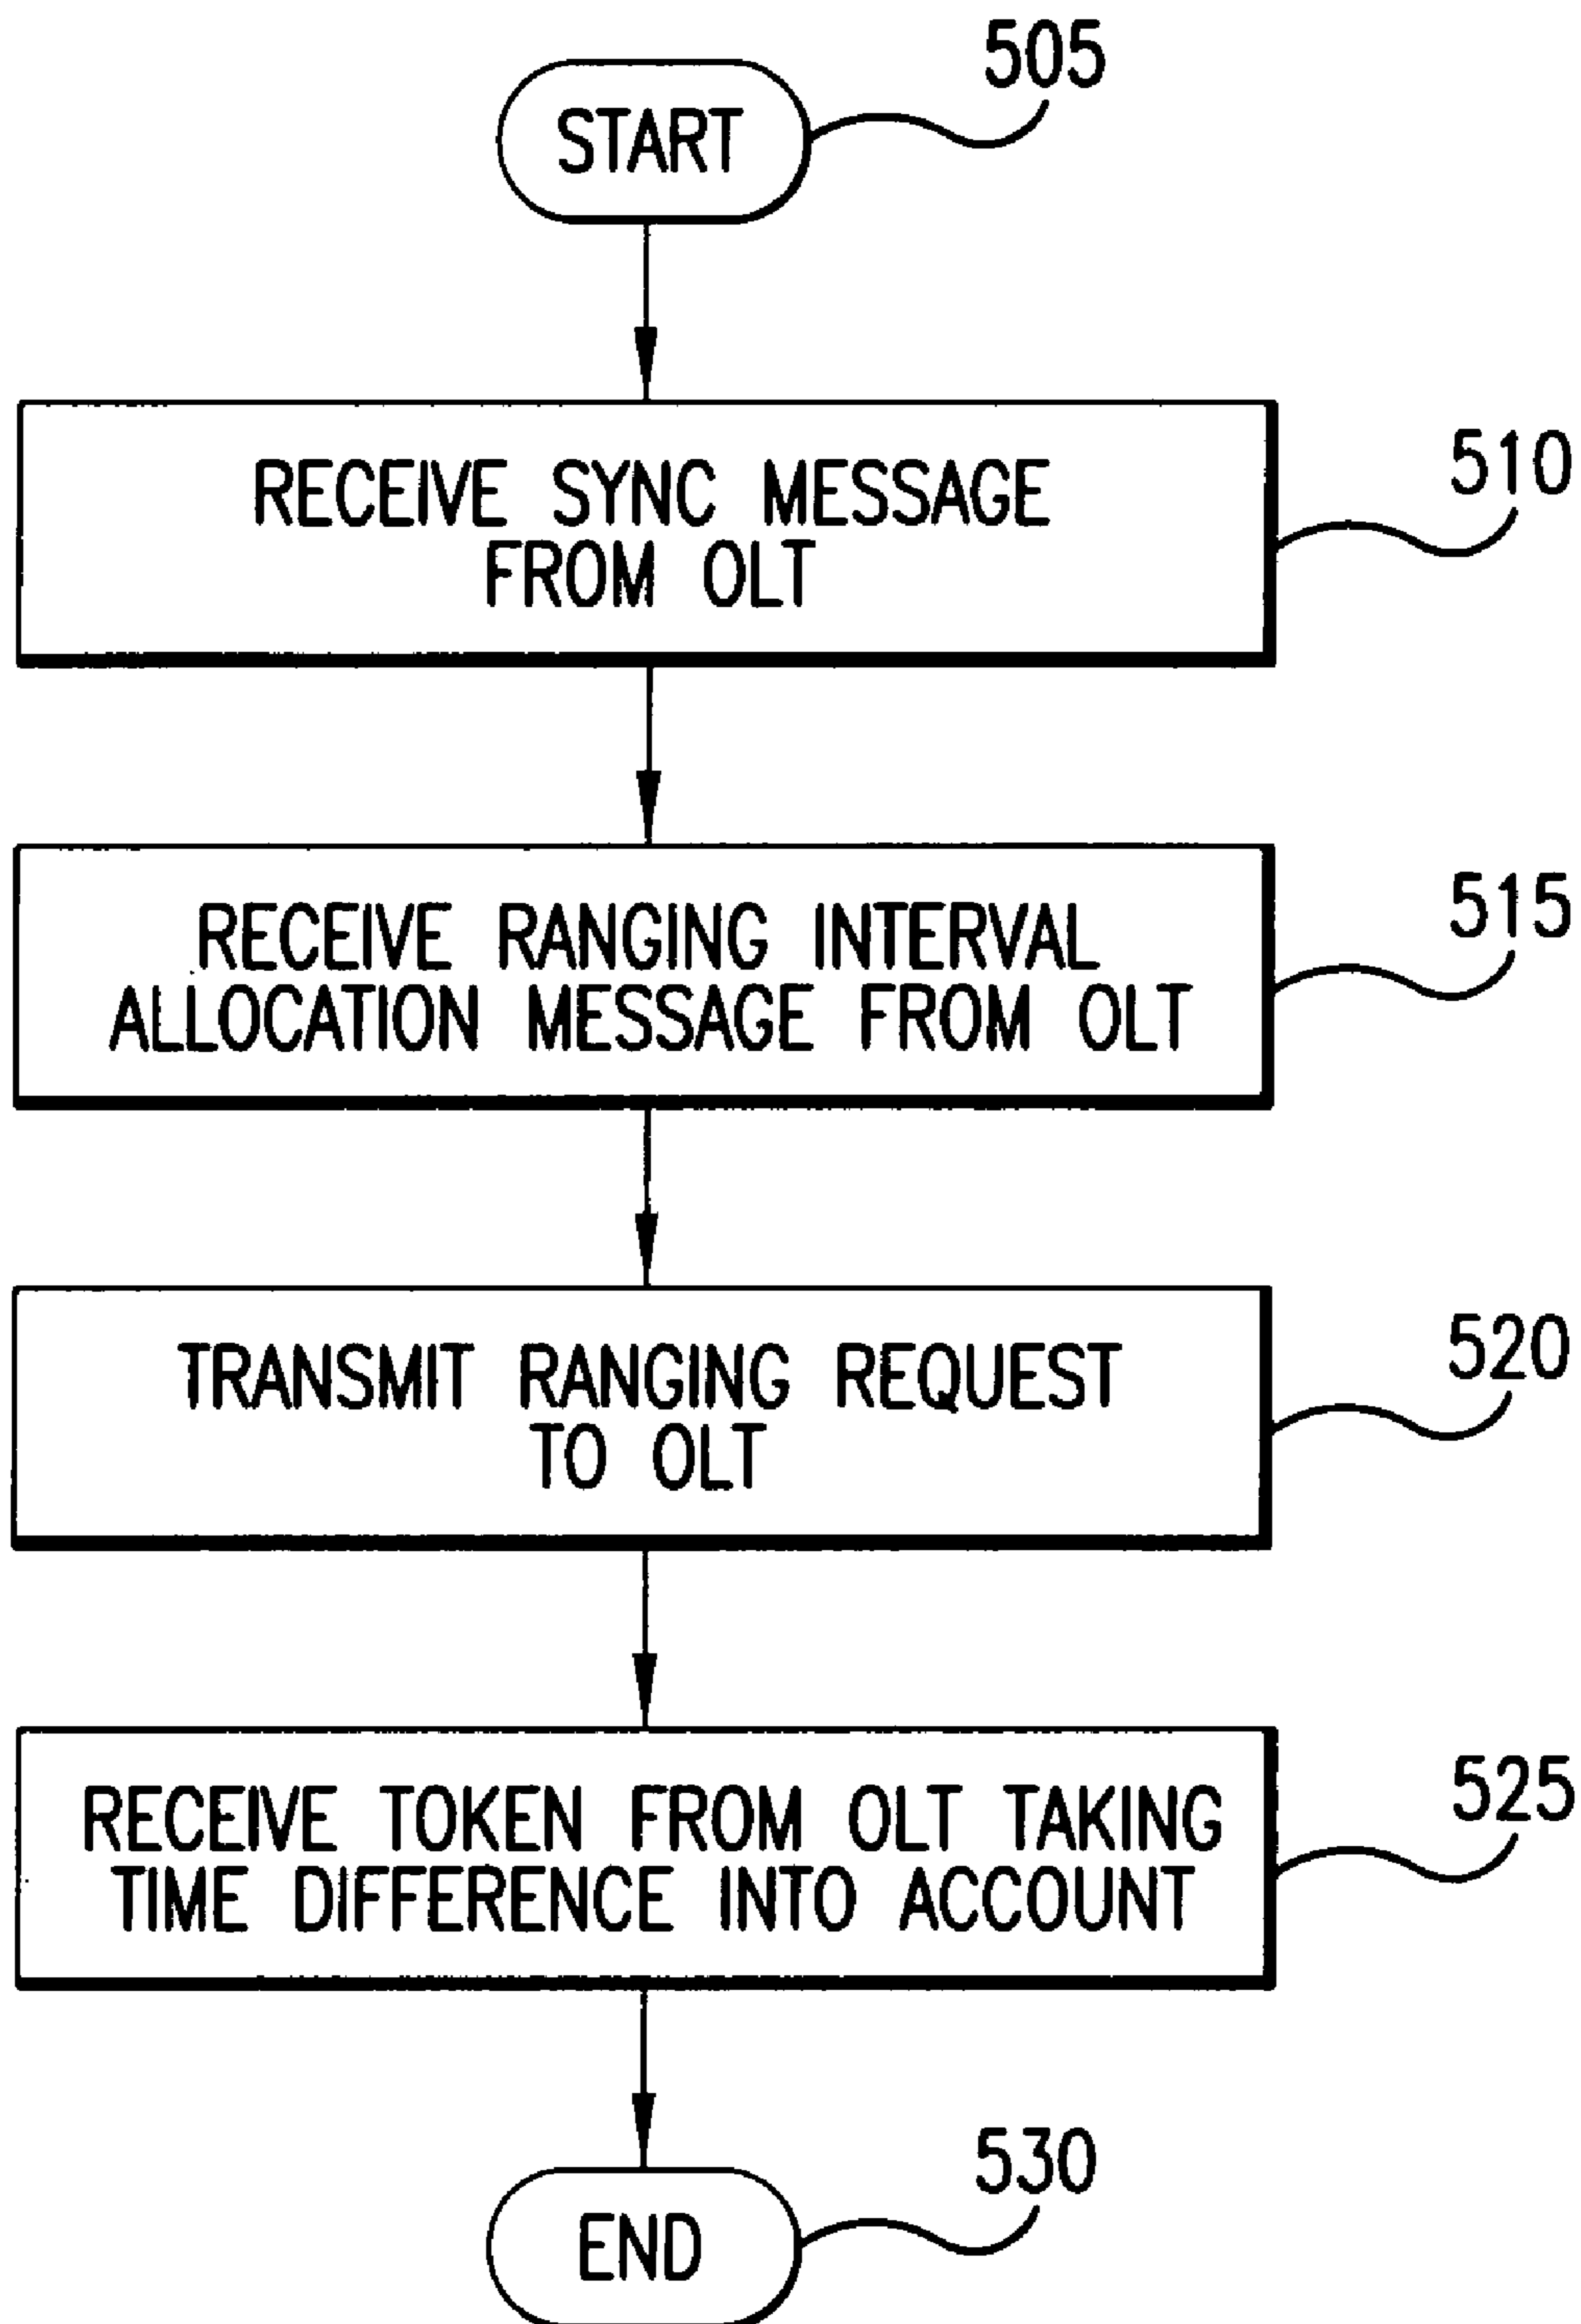 505
START
510
RECEIVE SYNC MESSAGE
FROM OLT
515
RECEIVE RANGING INTERVAL
ALLOCATION MESSAGE FROM OLT
520
TRANSMIT RANGING REQUEST
TO OLT
525
RECEIVE TOKEN FROM OLT TAKING
TIME DIFFERENCE INTO ACCOUNT
530
END